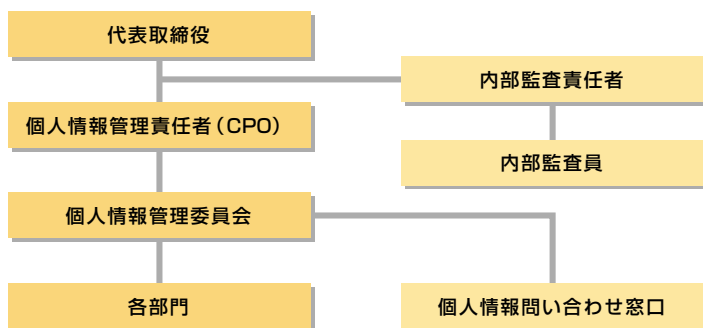 代表取締役
内部監査責任者
個人情報管理責任者（CPO）
内部監査員
個人情報管理委員会
各部門
個人情報問い合わせ窓口